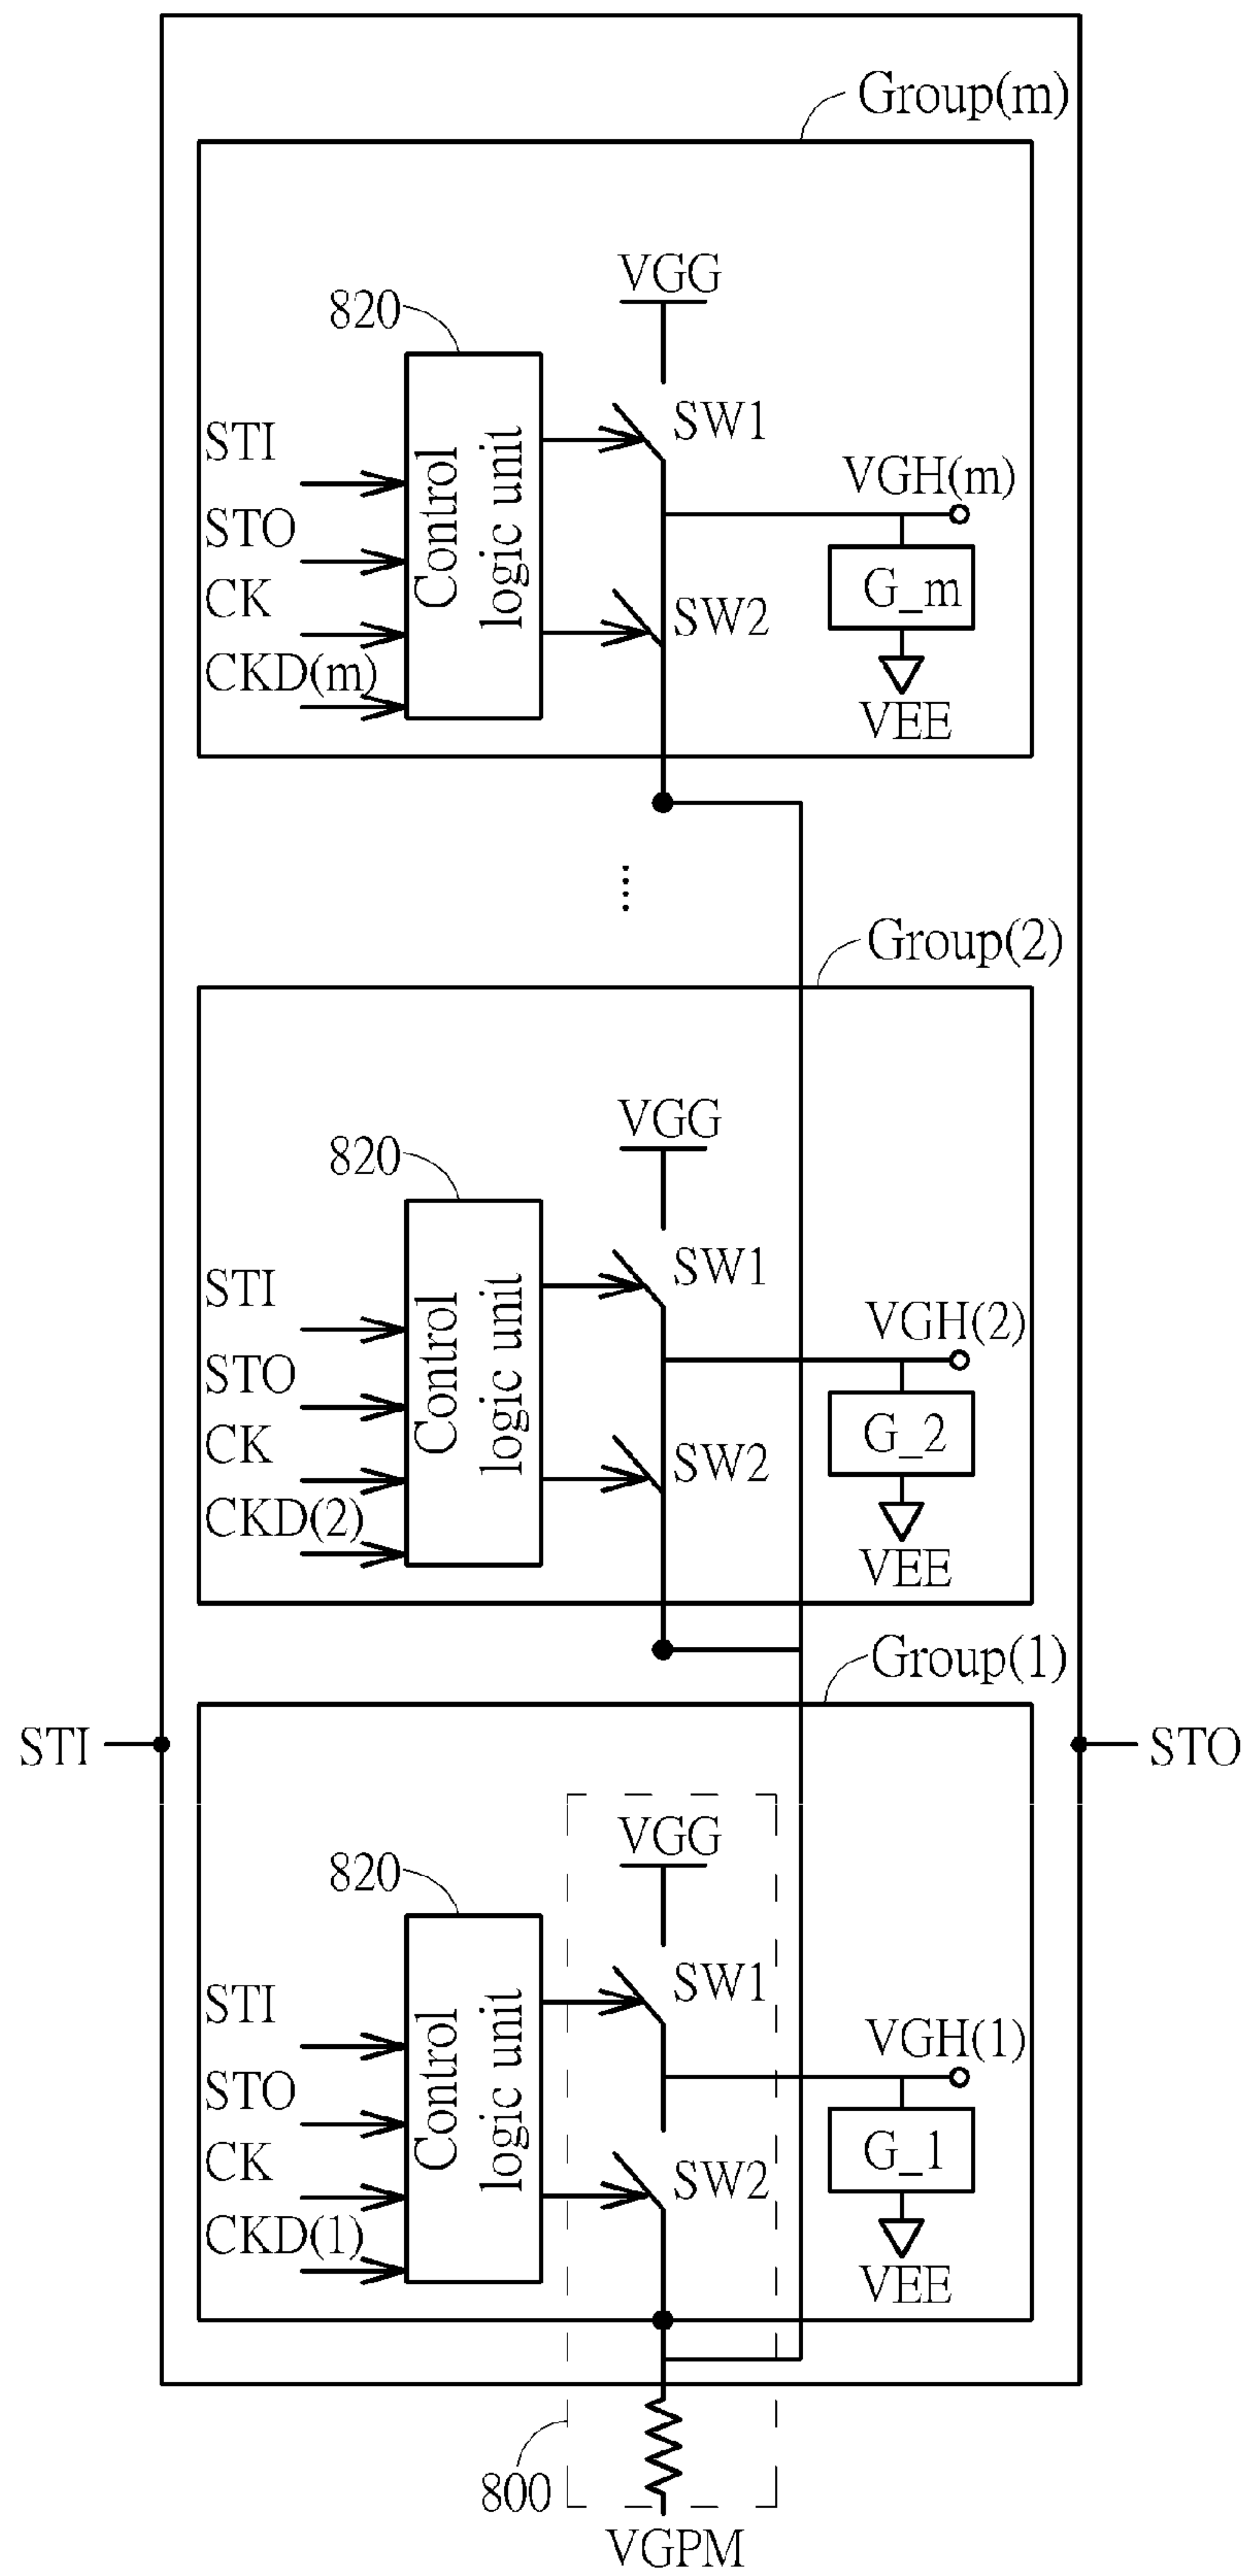 Group(m)
VGG
820
SW1
STI
VGH(m)
STO
Control
logic unit
CK
G_m
SW2
CKD(m)
VEE
....
Group(2)
VGG
820
SW1
STI
VGH(2)
STO
Control
logic unit
CK
G_2
SW2
CKD(2)
VEE
Group(1)
STI
STO
VGG
820
SW1
STI
VGH(1)
STO
Control
logic unit
CK
G_1
SW2
CKD(1)
VEE
800
VGPM